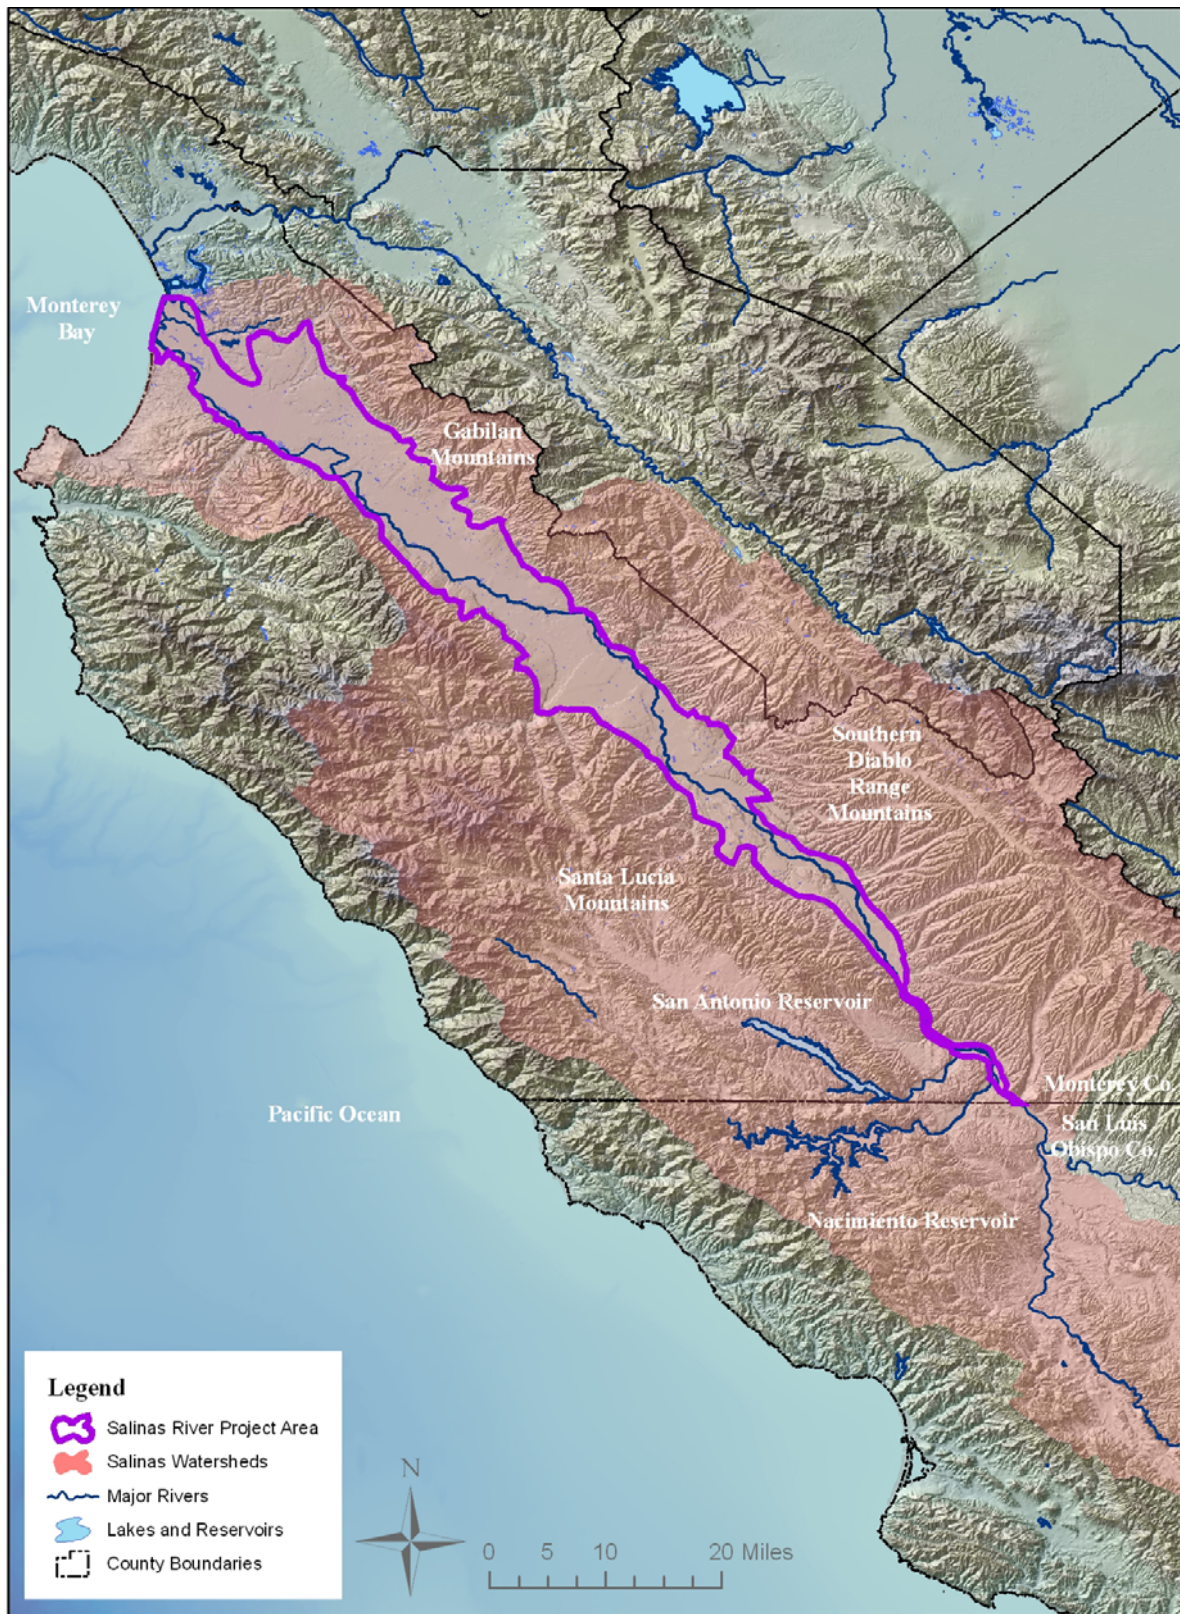 Monterey
Bay
Gabilan
Mountains
Southern
Diablo
Range
Mountains
Santa Lucia
Mountains
San Antonio Reservoir
Monterey Co.
Pacific Ocean
San Luis
Obispo Co.
Nacimiento Reservoir
Legend
Salinas River Project Area
Salinas Watersheds
Major Rivers
Lakes and Reservoirs
County Boundaries
N
0 5 10 20 Miles